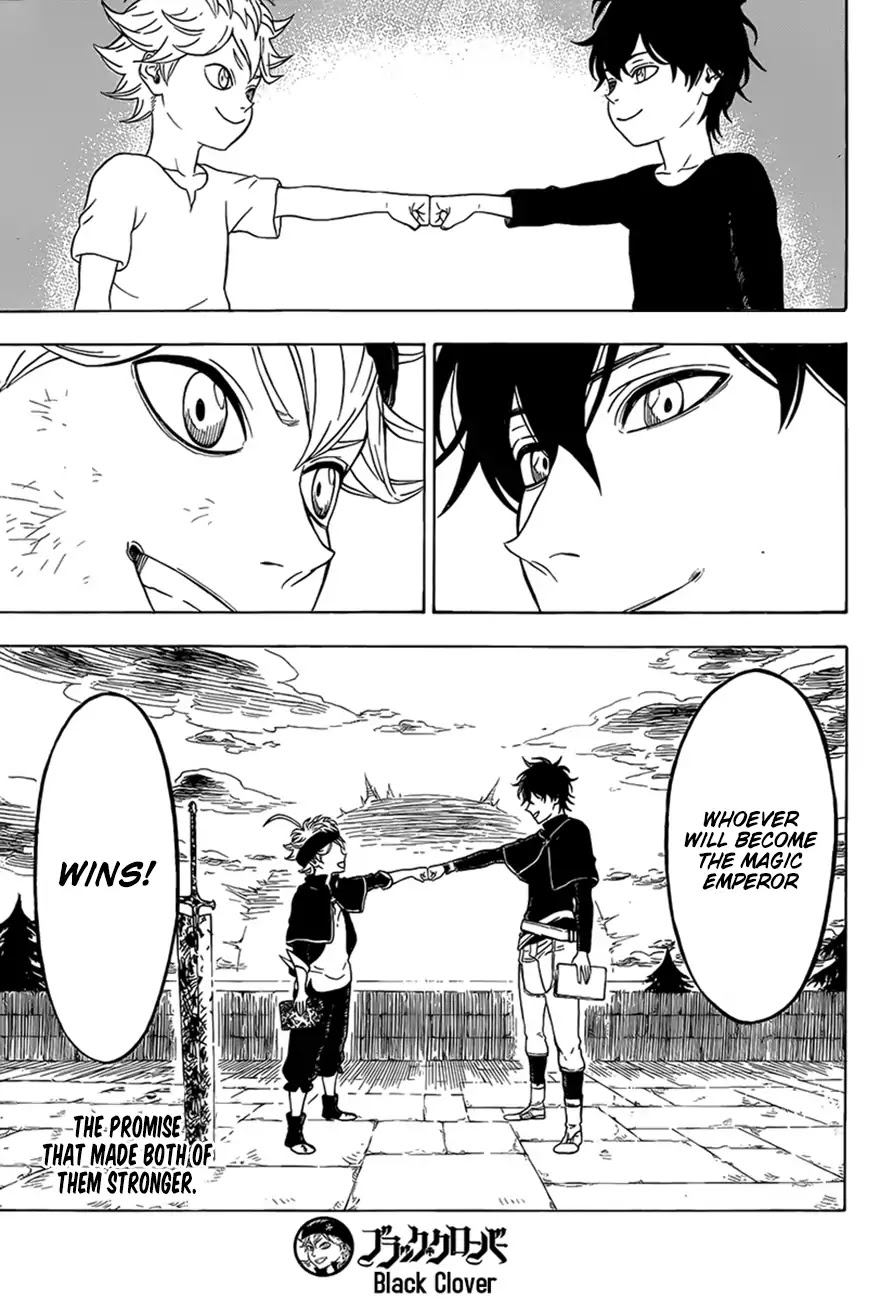 WHOEVER
WILL BECOME
THE MAGIC
EMPEROR
WINS!
THE PROMISE
THAT MADE BOTH OF
THEM STRONGER.
ブラッククローバー
Black Clover